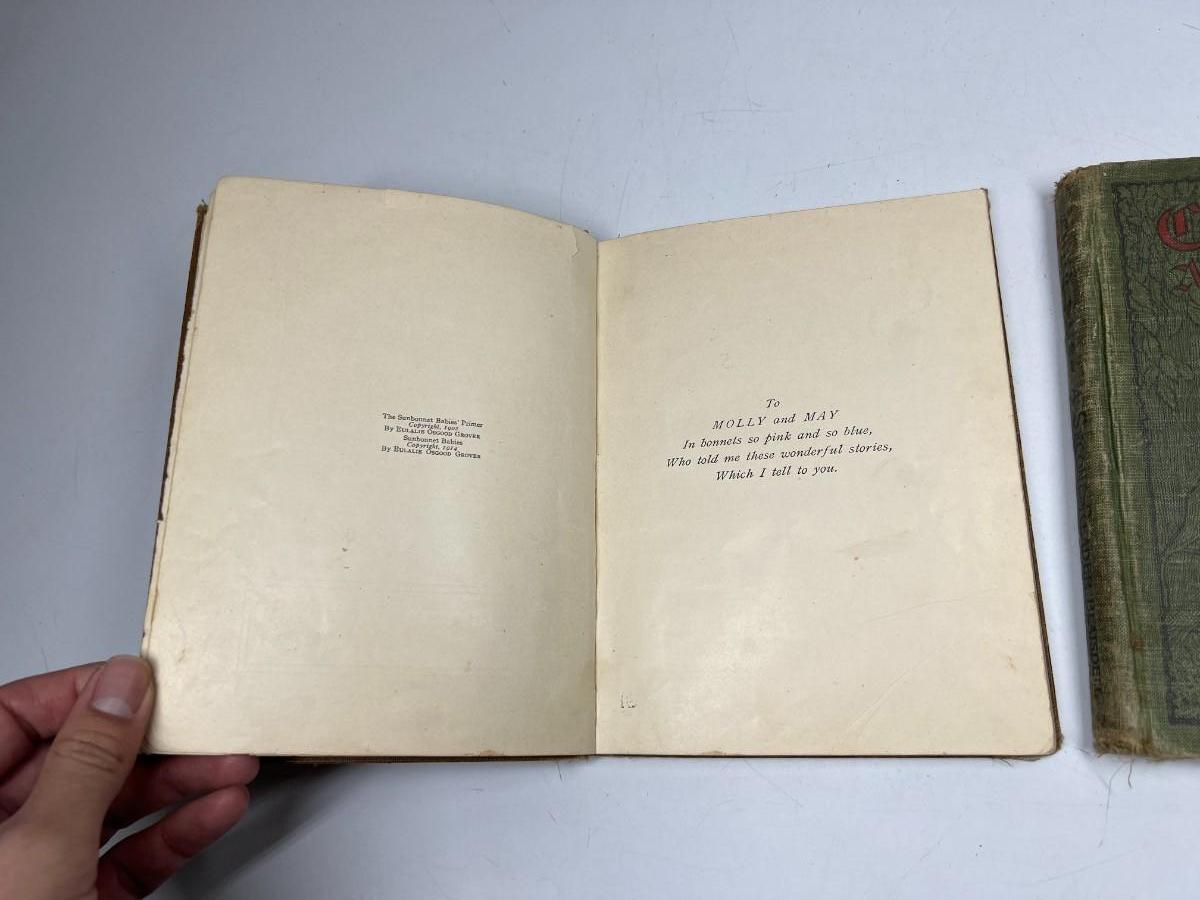 The Sunbonnet Babies' Primer
Copyright, 1902
By EULALIE OSGOOD GROVER
Sunbonnet Babies
Copyright, 1914
By EULALIE OSGOOD GROVER
To
MOLLY and MAY
In bonnets so pink and so blue,
Who told me these wonderful stories,
Which I tell to you.